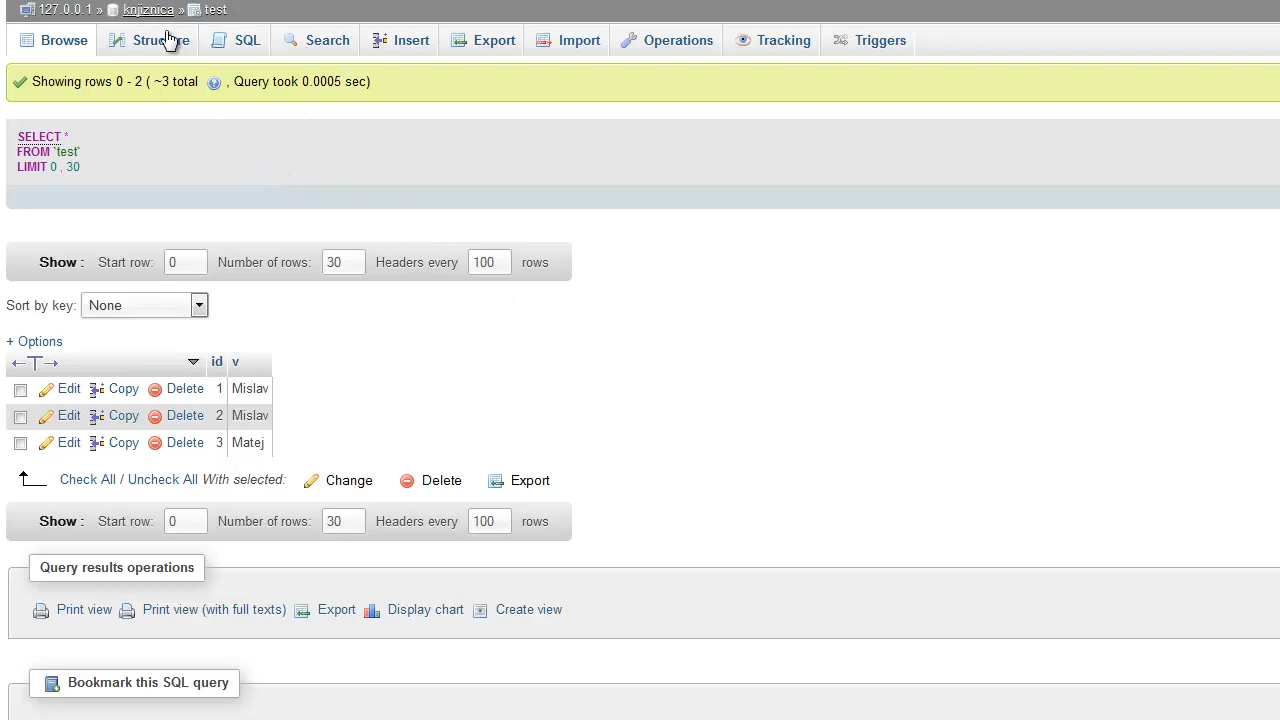 127.0.0.1 » knjiznica » test
Browse Structure SQL Search Insert Export Import Operations Tracking Triggers
Showing rows 0 - 2 ( ~3 total , Query took 0.0005 sec)
SELECT *
FROM `test`
LIMIT 0 , 30
Show : Start row: 0 Number of rows: 30 Headers every 100 rows
Sort by key: None
+ Options
←T→ id v
Edit Copy Delete 1 Mislav
Edit Copy Delete 2 Mislav
Edit Copy Delete 3 Matej
Check All / Uncheck All With selected: Change Delete Export
Show : Start row: 0 Number of rows: 30 Headers every 100 rows
Query results operations
Print view Print view (with full texts) Export Display chart Create view
Bookmark this SQL query